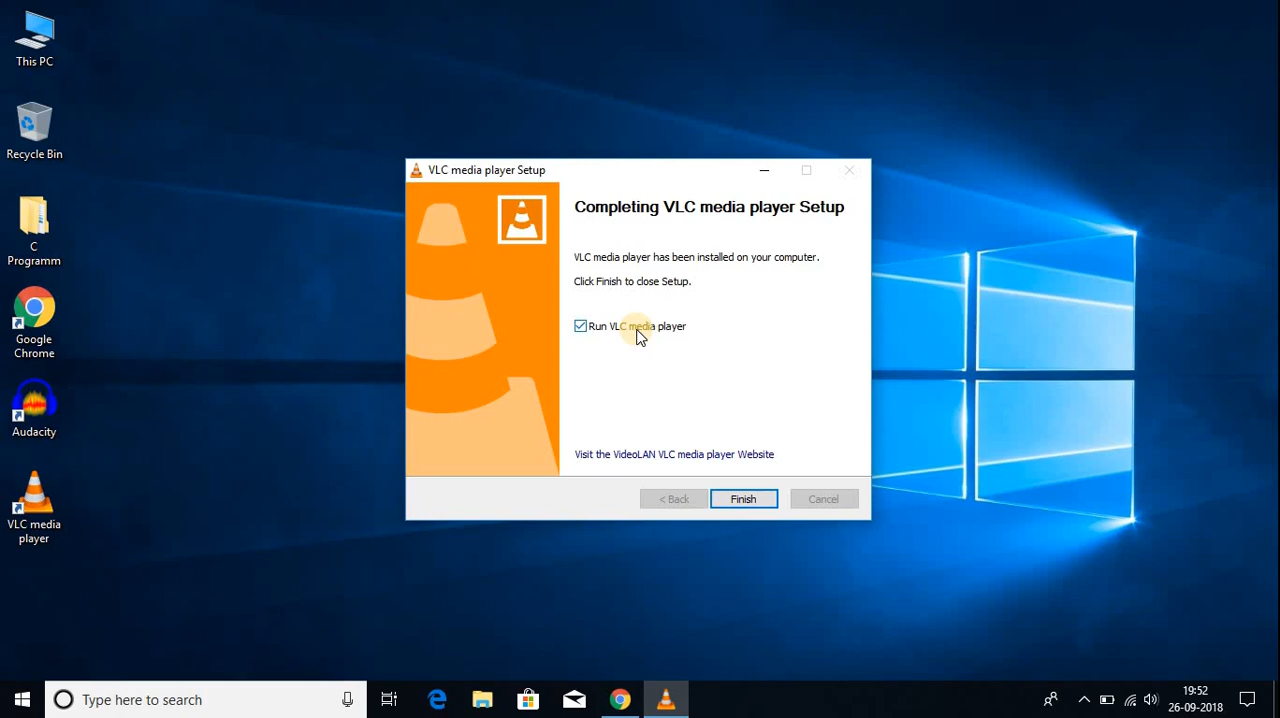 This PC
Recycle Bin
C
Programm
Google
Chrome
Audacity
VLC media
player
VLC media player Setup
Completing VLC media player Setup
VLC media player has been installed on your computer.
Click Finish to close Setup.
Run VLC media player
Visit the VideoLAN VLC media player Website
< Back
Finish
Cancel
Type here to search
19:52
26-09-2018